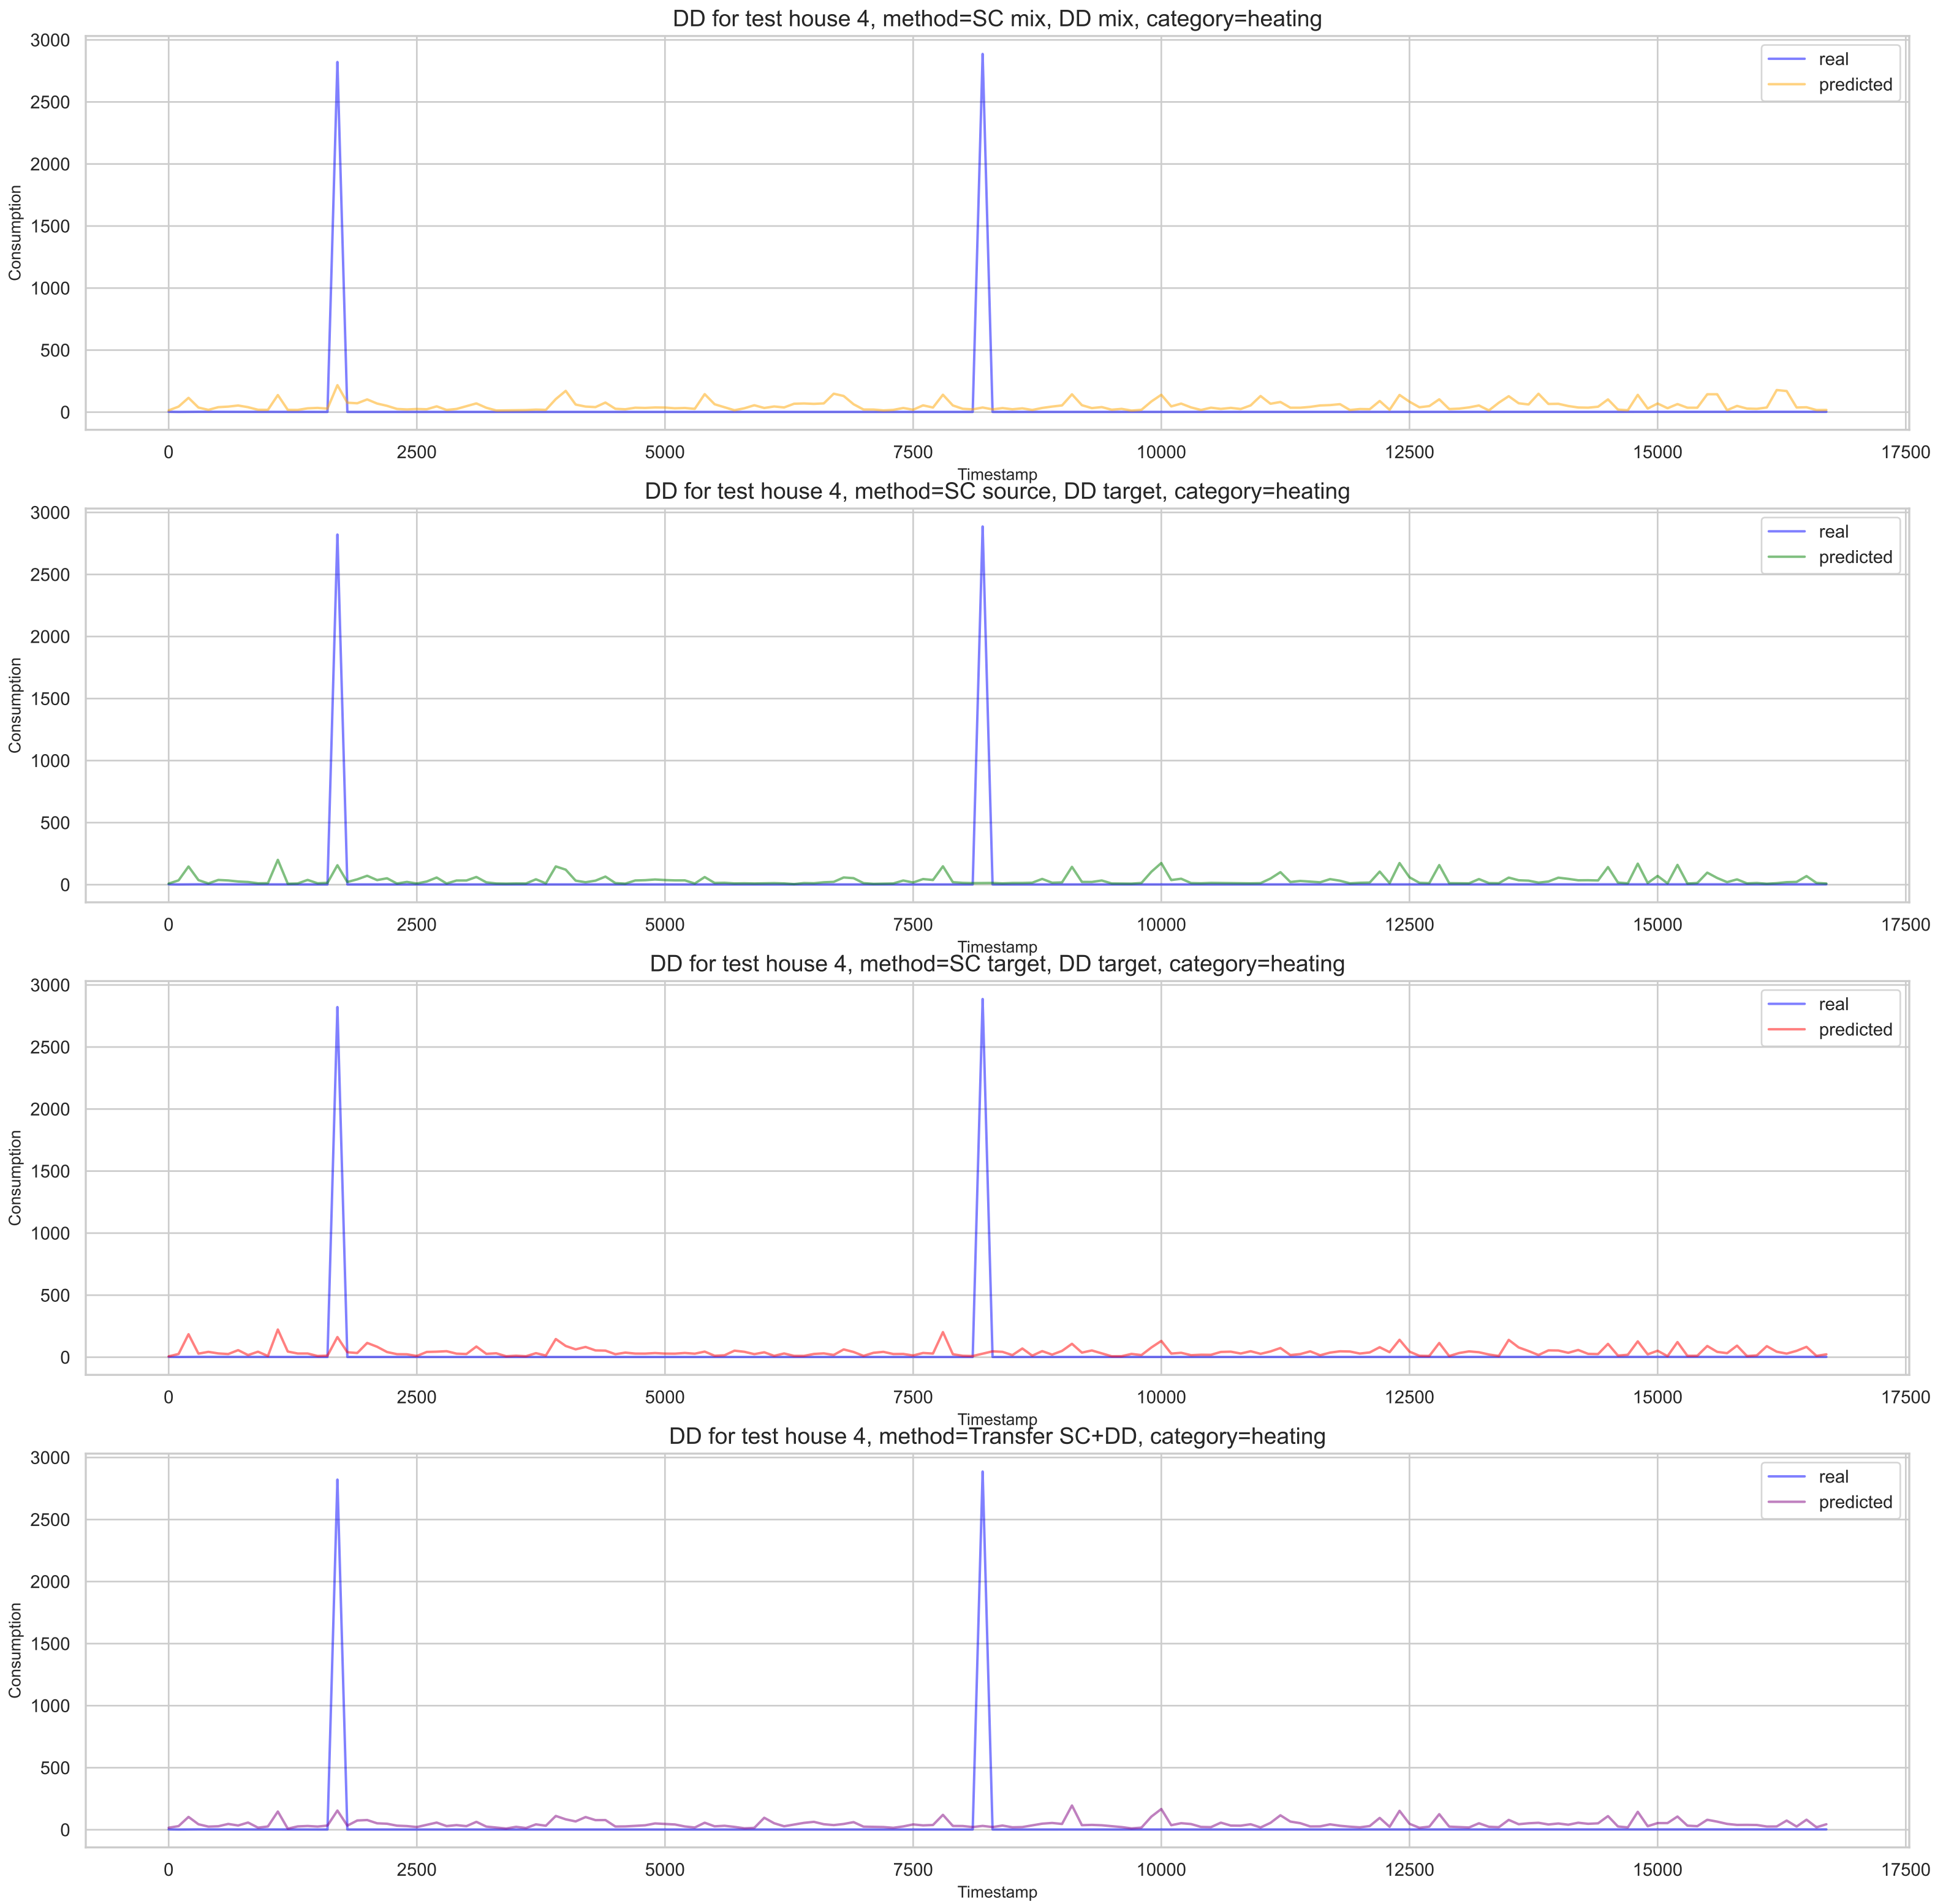 DD for test house 4, method=SC mix, DD mix, category=heating
3000
2500
2000
1500
1000
500
0
Consumption
real
predicted
0 2500 5000 7500 10000 12500 15000 17500
Timestamp
DD for test house 4, method=SC source, DD target, category=heating
3000
2500
2000
1500
1000
500
0
Consumption
real
predicted
0 2500 5000 7500 10000 12500 15000 17500
Timestamp
DD for test house 4, method=SC target, DD target, category=heating
3000
2500
2000
1500
1000
500
0
Consumption
real
predicted
0 2500 5000 7500 10000 12500 15000 17500
Timestamp
DD for test house 4, method=Transfer SC+DD, category=heating
3000
2500
2000
1500
1000
500
0
Consumption
real
predicted
0 2500 5000 7500 10000 12500 15000 17500
Timestamp